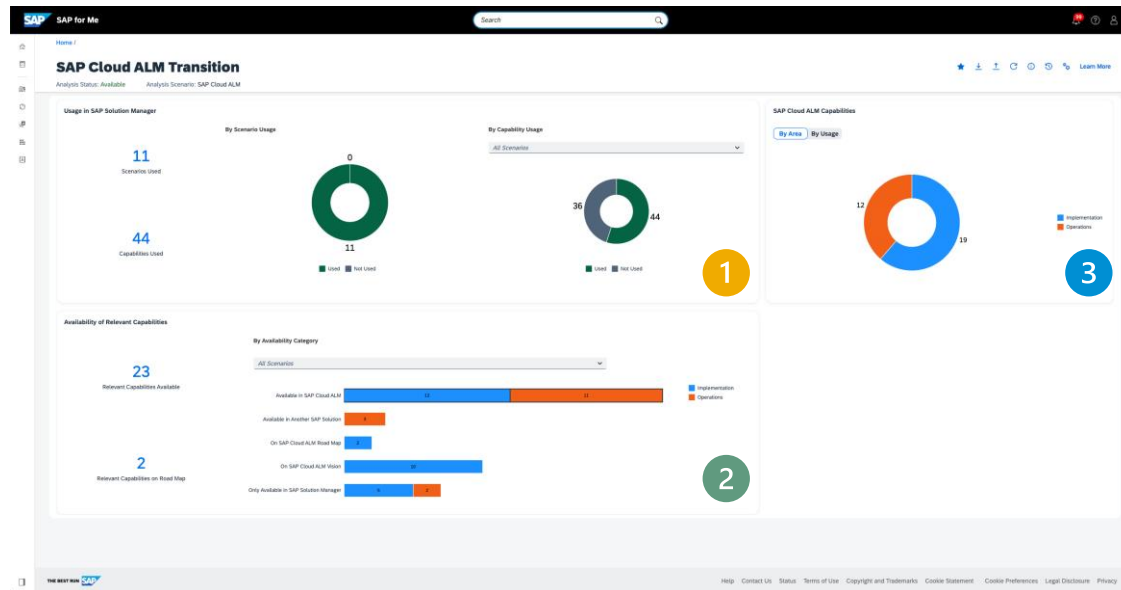 SAP SAP for Me
Search
Home /
SAP Cloud ALM Transition
Analysis Status: Available Analysis Scenario: SAP Cloud ALM
Learn More
Usage in SAP Solution Manager
By Scenario Usage
By Capability Usage
All Scenarios
11
Scenarios Used
44
Capabilities Used
0
11
Used Not Used
36
44
Used Not Used
1
SAP Cloud ALM Capabilities
By Area By Usage
12
19
Implementation
Operations
3
Availability of Relevant Capabilities
By Availability Category
All Scenarios
23
Relevant Capabilities Available
2
Relevant Capabilities on Road Map
Available in SAP Cloud ALM
Available in Another SAP Solution
On SAP Cloud ALM Road Map
On SAP Cloud ALM Vision
Only Available in SAP Solution Manager
Implementation
Operations
2
THE BEST RUN SAP
Help Contact Us Status Terms of Use Copyright and Trademarks Cookie Statement Cookie Preferences Legal Disclosure Privacy